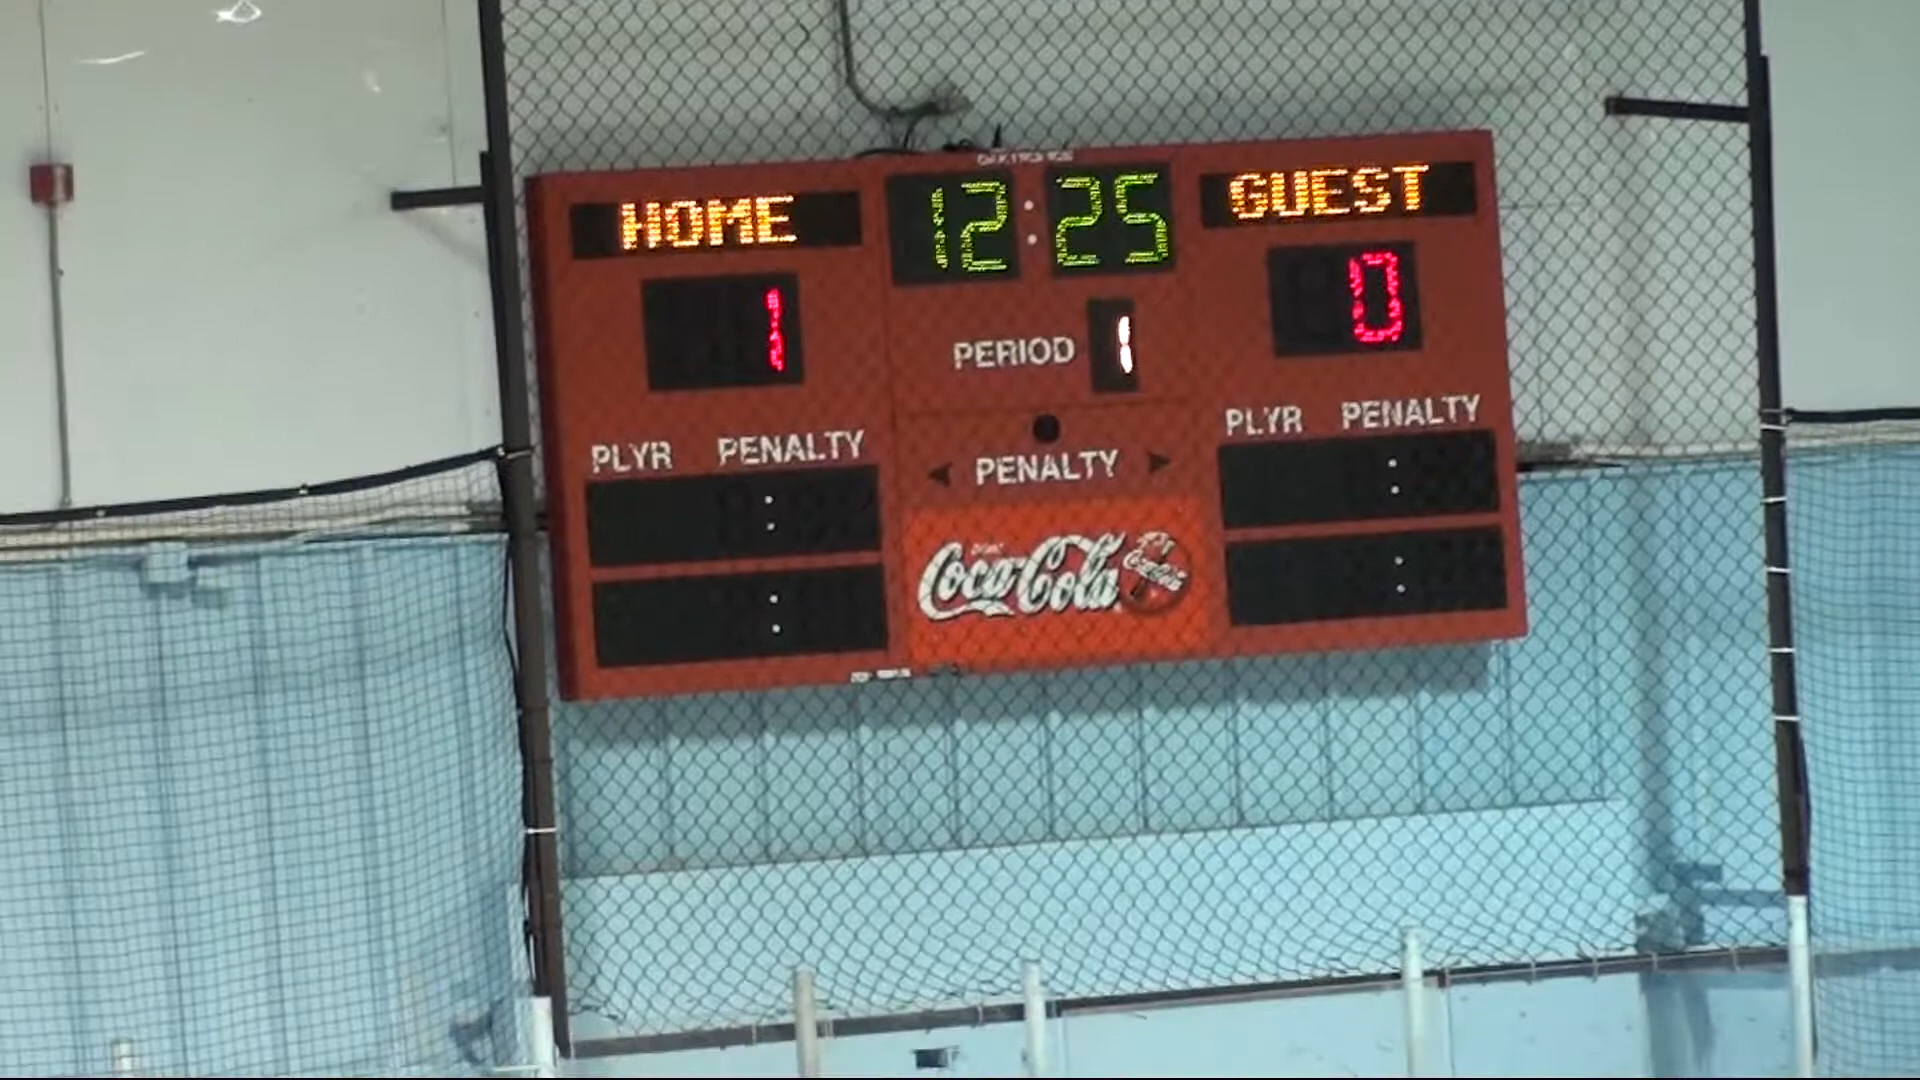 HOME 12:25 GUEST
1 0
PERIOD 1
PLYR PENALTY PLYR PENALTY
PENALTY
: :
: :
Coca-Cola